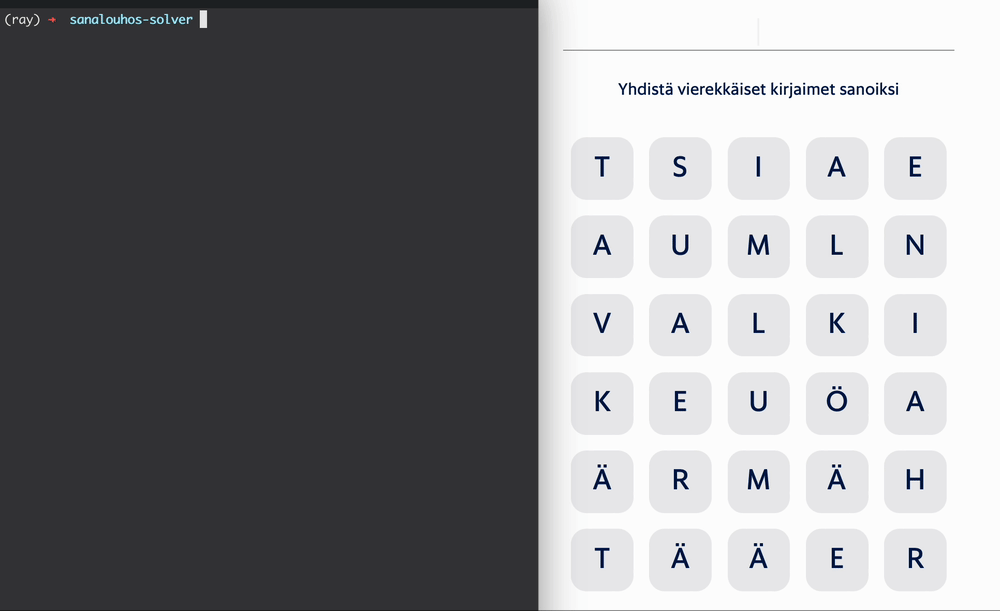 (ray) → sanalouhos-solver
Yhdistä vierekkäiset kirjaimet sanoiksi
T S I A E
A U M L N
V A L K I
K E U Ö A
Ä R M Ä H
T Ä Ä E R